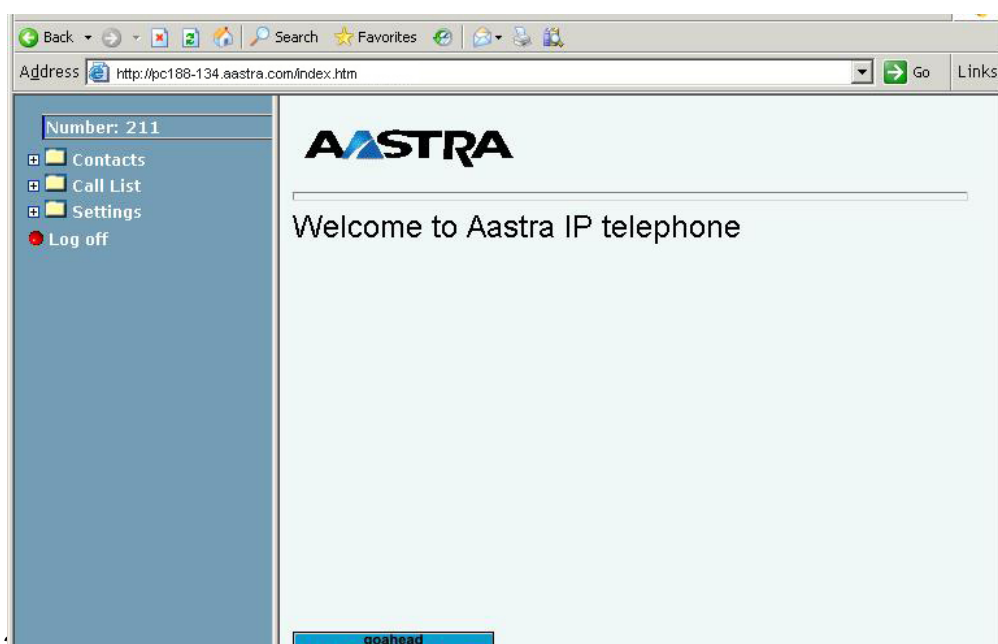 Back Search Favorites
Address http://pc188-134.aastra.com/index.htm Go Links
Number: 211
Contacts
Call List
Settings
Log off
AASTRA
Welcome to Aastra IP telephone
goahead